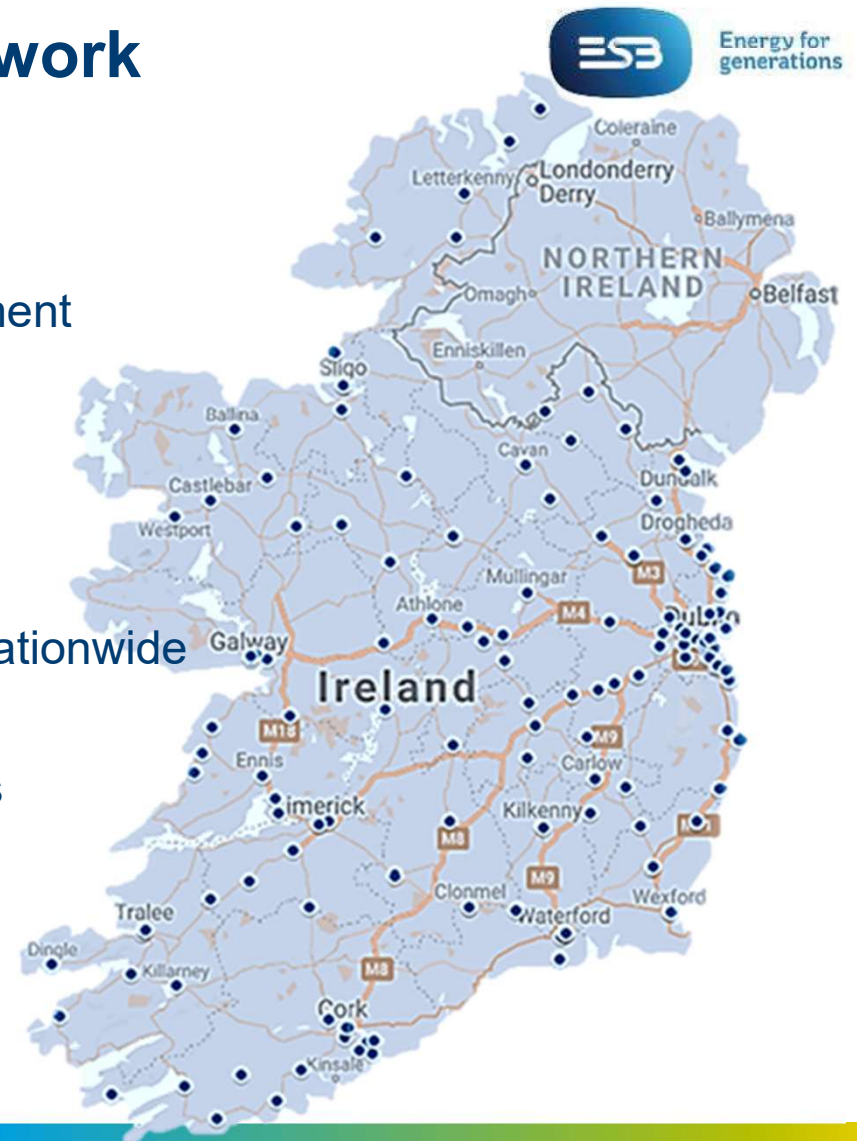 work
ESB
Energy for
generations
Coleraine
Londonderry
Derry
Letterkenny
Ballymena
NORTHERN
IRELAND
Omagh
Belfast
ment
Enniskillen
Sligo
Ballina
Cavan
Castlebar
Dundalk
Westport
Drogheda
M3
Mullingar
Athlone
M4
Dublin
ationwide
Galway
Ireland
M18
M9
Ennis
Carlow
s
imerick
Kilkenny
M8
M9
Clonmel
Wexford
Tralee
Waterford
Dingle
Killarney
M8
Cork
Kinsale